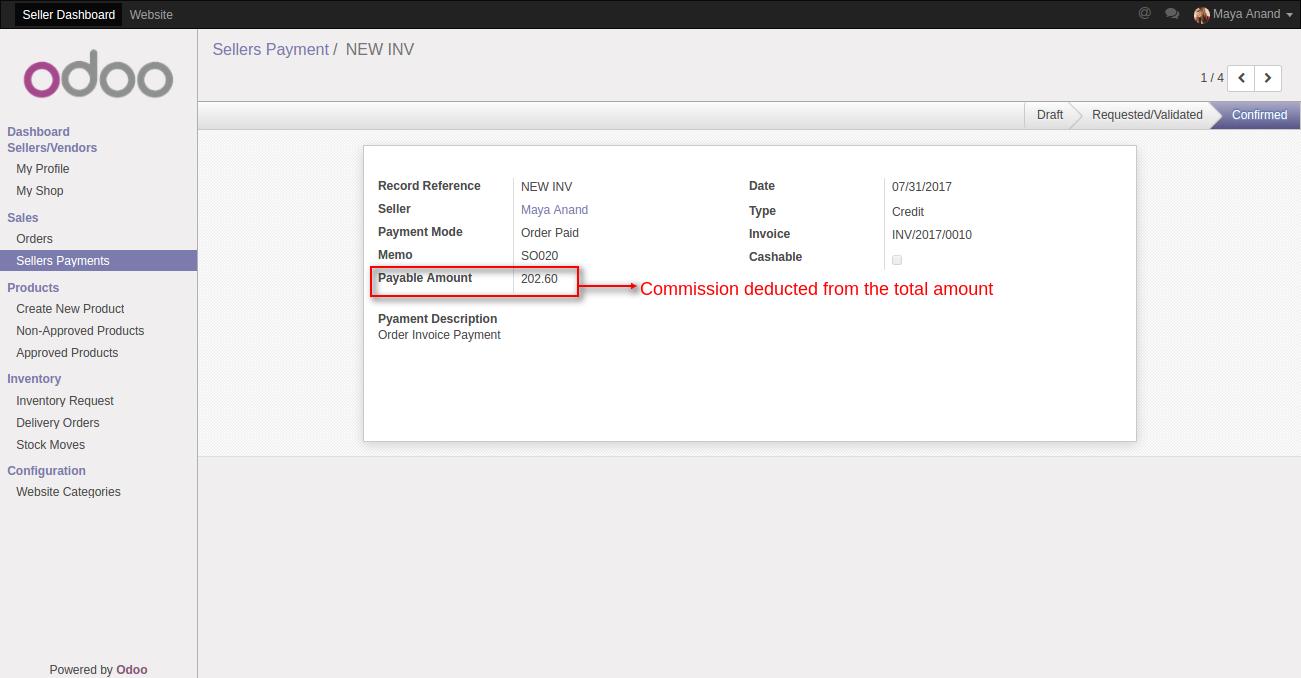 Seller Dashboard Website @ Maya Anand
odoo
Sellers Payment / NEW INV
1 / 4
Draft Requested/Validated Confirmed
Dashboard
Sellers/Vendors
My Profile
My Shop
Sales
Orders
Sellers Payments
Products
Create New Product
Non-Approved Products
Approved Products
Inventory
Inventory Request
Delivery Orders
Stock Moves
Configuration
Website Categories
Powered by Odoo
Record Reference NEW INV
Seller Maya Anand
Payment Mode Order Paid
Memo SO020
Payable Amount 202.60
Commission deducted from the total amount
Date 07/31/2017
Type Credit
Invoice INV/2017/0010
Cashable
Pyament Description
Order Invoice Payment